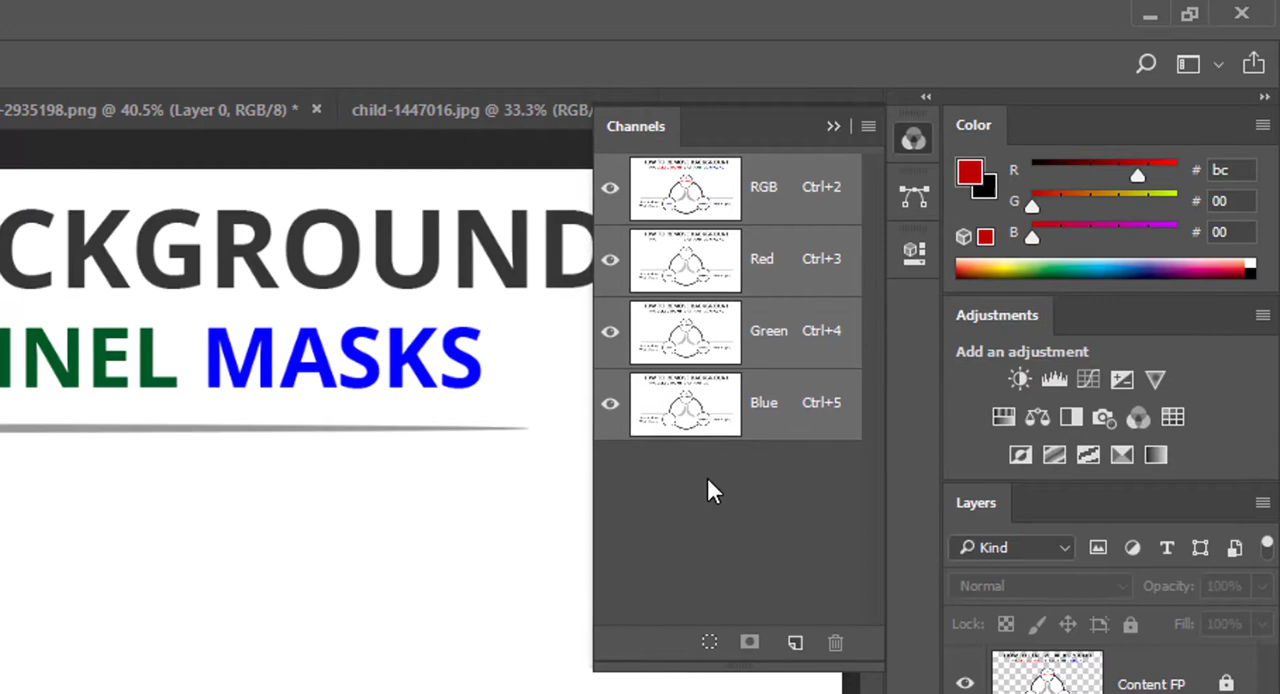 -2935198.png @ 40.5% (Layer 0, RGB/8) *
child-1447016.jpg @ 33.3% (RGB/
Channels
Color
RGB Ctrl+2
R # bc
G # 00
B # 00
CKGROUND
Red Ctrl+3
Adjustments
Green Ctrl+4
NNEL MASKS
Add an adjustment
Blue Ctrl+5
Layers
Kind
Normal Opacity: 100%
Lock: Fill: 100%
Content FP